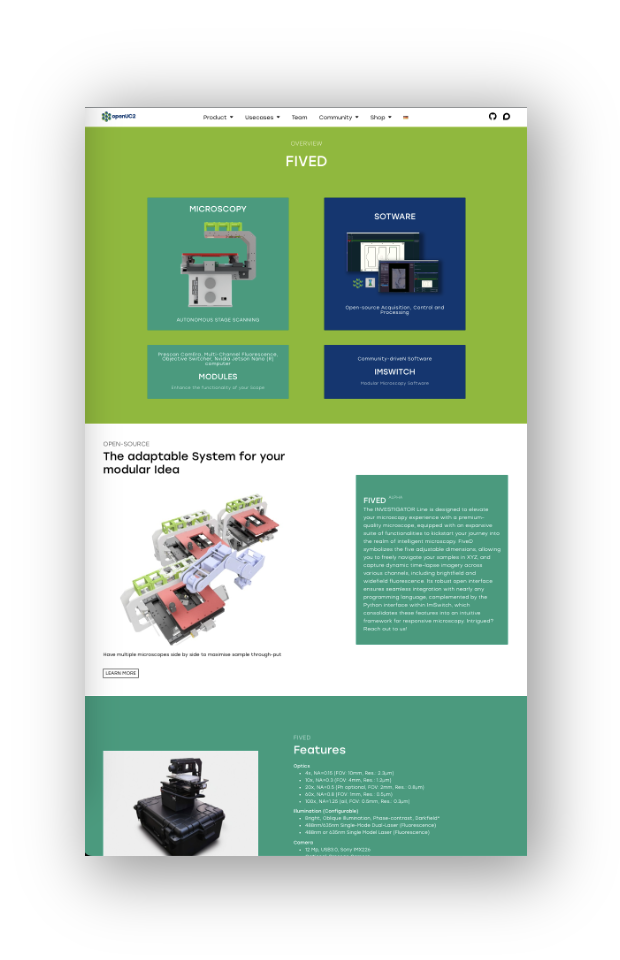 openUC2
Product
Usecases
Team
Community
Shop
OVERVIEW
FIVED
MICROSCOPY
AUTONOMOUS STAGE SCANNING
SOTWARE
Open-source Acquisition, Control and
Processing
Prescan Camera, Multi-Channel Fluorescence,
Objective Switcher, Nvidia Jetson Nano (R)
computer
MODULES
Enhance the functionality of your scope
Community-driveN Software
IMSWITCH
Modular Microscopy Software
OPEN-SOURCE
The adaptable System for your
modular Idea
Have multiple microscopes side by side to maximise sample through-put
LEARN MORE
FIVED
The INVESTIGATOR Line is designed to elevate
your microscopy experience with a premium-
quality microscope, equipped with an expansive
suite of functionalities to kickstart your journey into
the realm of intelligent microscopy. FiveD
symbolises the five adjustable dimensions, allowing
you to freely navigate your samples in XYZ, and
capture dynamic time-lapse imagery across
various channels, including brightfield and
widefield fluorescence. Its robust open interface
ensures seamless integration with nearly any
programming language, complemented by the
Python interface within ImSwitch, which
consolidates these features into an intuitive
framework for responsive microscopy. Intrigued?
Reach out to us!
FIVED
Features
Optics
4x, NA=0.15 (FOV: 10mm, Res.: 2.2µm)
10x, NA=0.3 (FOV: 4mm, Res.: 1.2µm)
20x, NA=0.5 (Ph optional, FOV: 2mm, Res.: 0.8µm)
60x, NA=0.8 (FOV: 1mm, Res.: 0.5µm)
100x, NA=1.25 (oil, FOV: 0.5mm, Res.: 0.3µm)
Illumination (Configurable)
Bright, Oblique Illumination, Phase-contrast, Darkfield*
488nm/635nm Single-Mode Dual-Laser (Fluorescence)
488nm or 635nm Single Model Laser (Fluorescence)
Camera
12 Mp, USB3.0, Sony IMX226